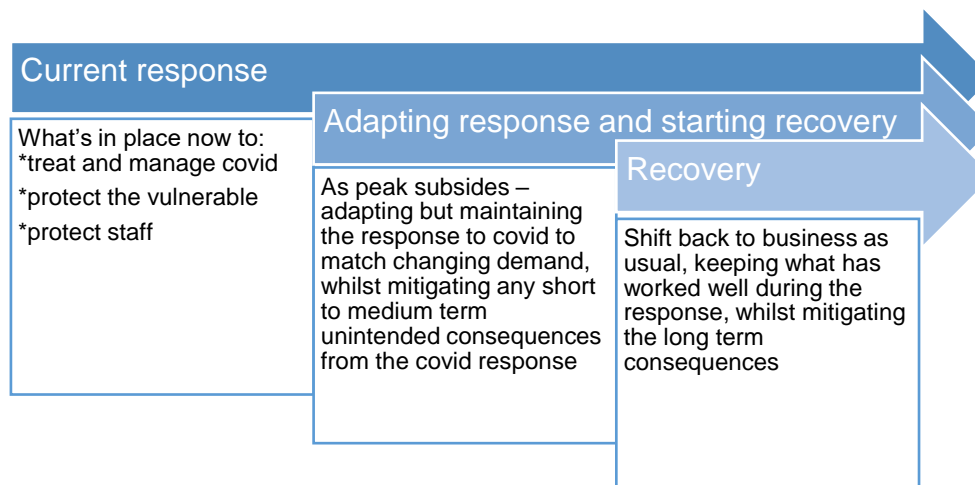 Current response
What's in place now to:
*treat and manage covid
*protect the vulnerable
*protect staff
Adapting response and starting recovery
As peak subsides –
adapting but maintaining
the response to covid to
match changing demand,
whilst mitigating any short
to medium term
unintended consequences
from the covid response
Recovery
Shift back to business as
usual, keeping what has
worked well during the
response, whilst mitigating
the long term
consequences